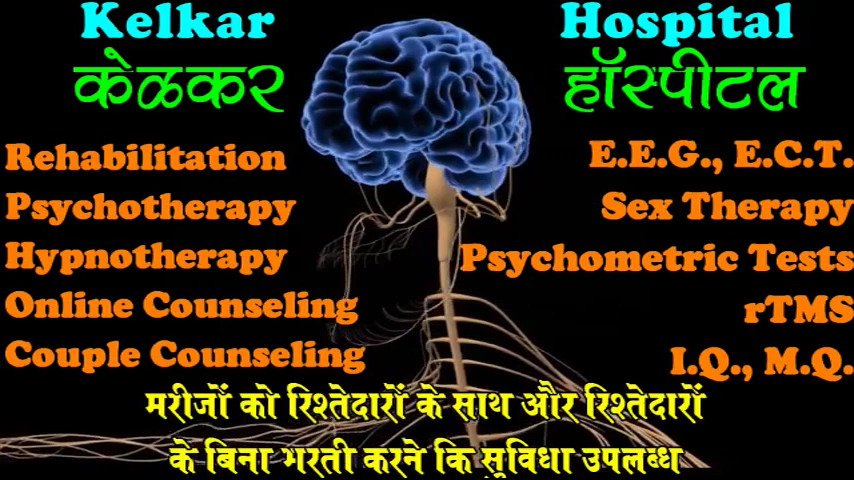 Kelkar Hospital
केळकर हॉस्पीटल
Rehabilitation
Psychotherapy
Hypnotherapy
Online Counseling
Couple Counseling
E.E.G., E.C.T.
Sex Therapy
Psychometric Tests
rTMS
I.Q., M.Q.
मरीजों को रिश्तेदारों के साथ और रिश्तेदारों
के बिना भरती करने कि सुविधा उपलब्ध